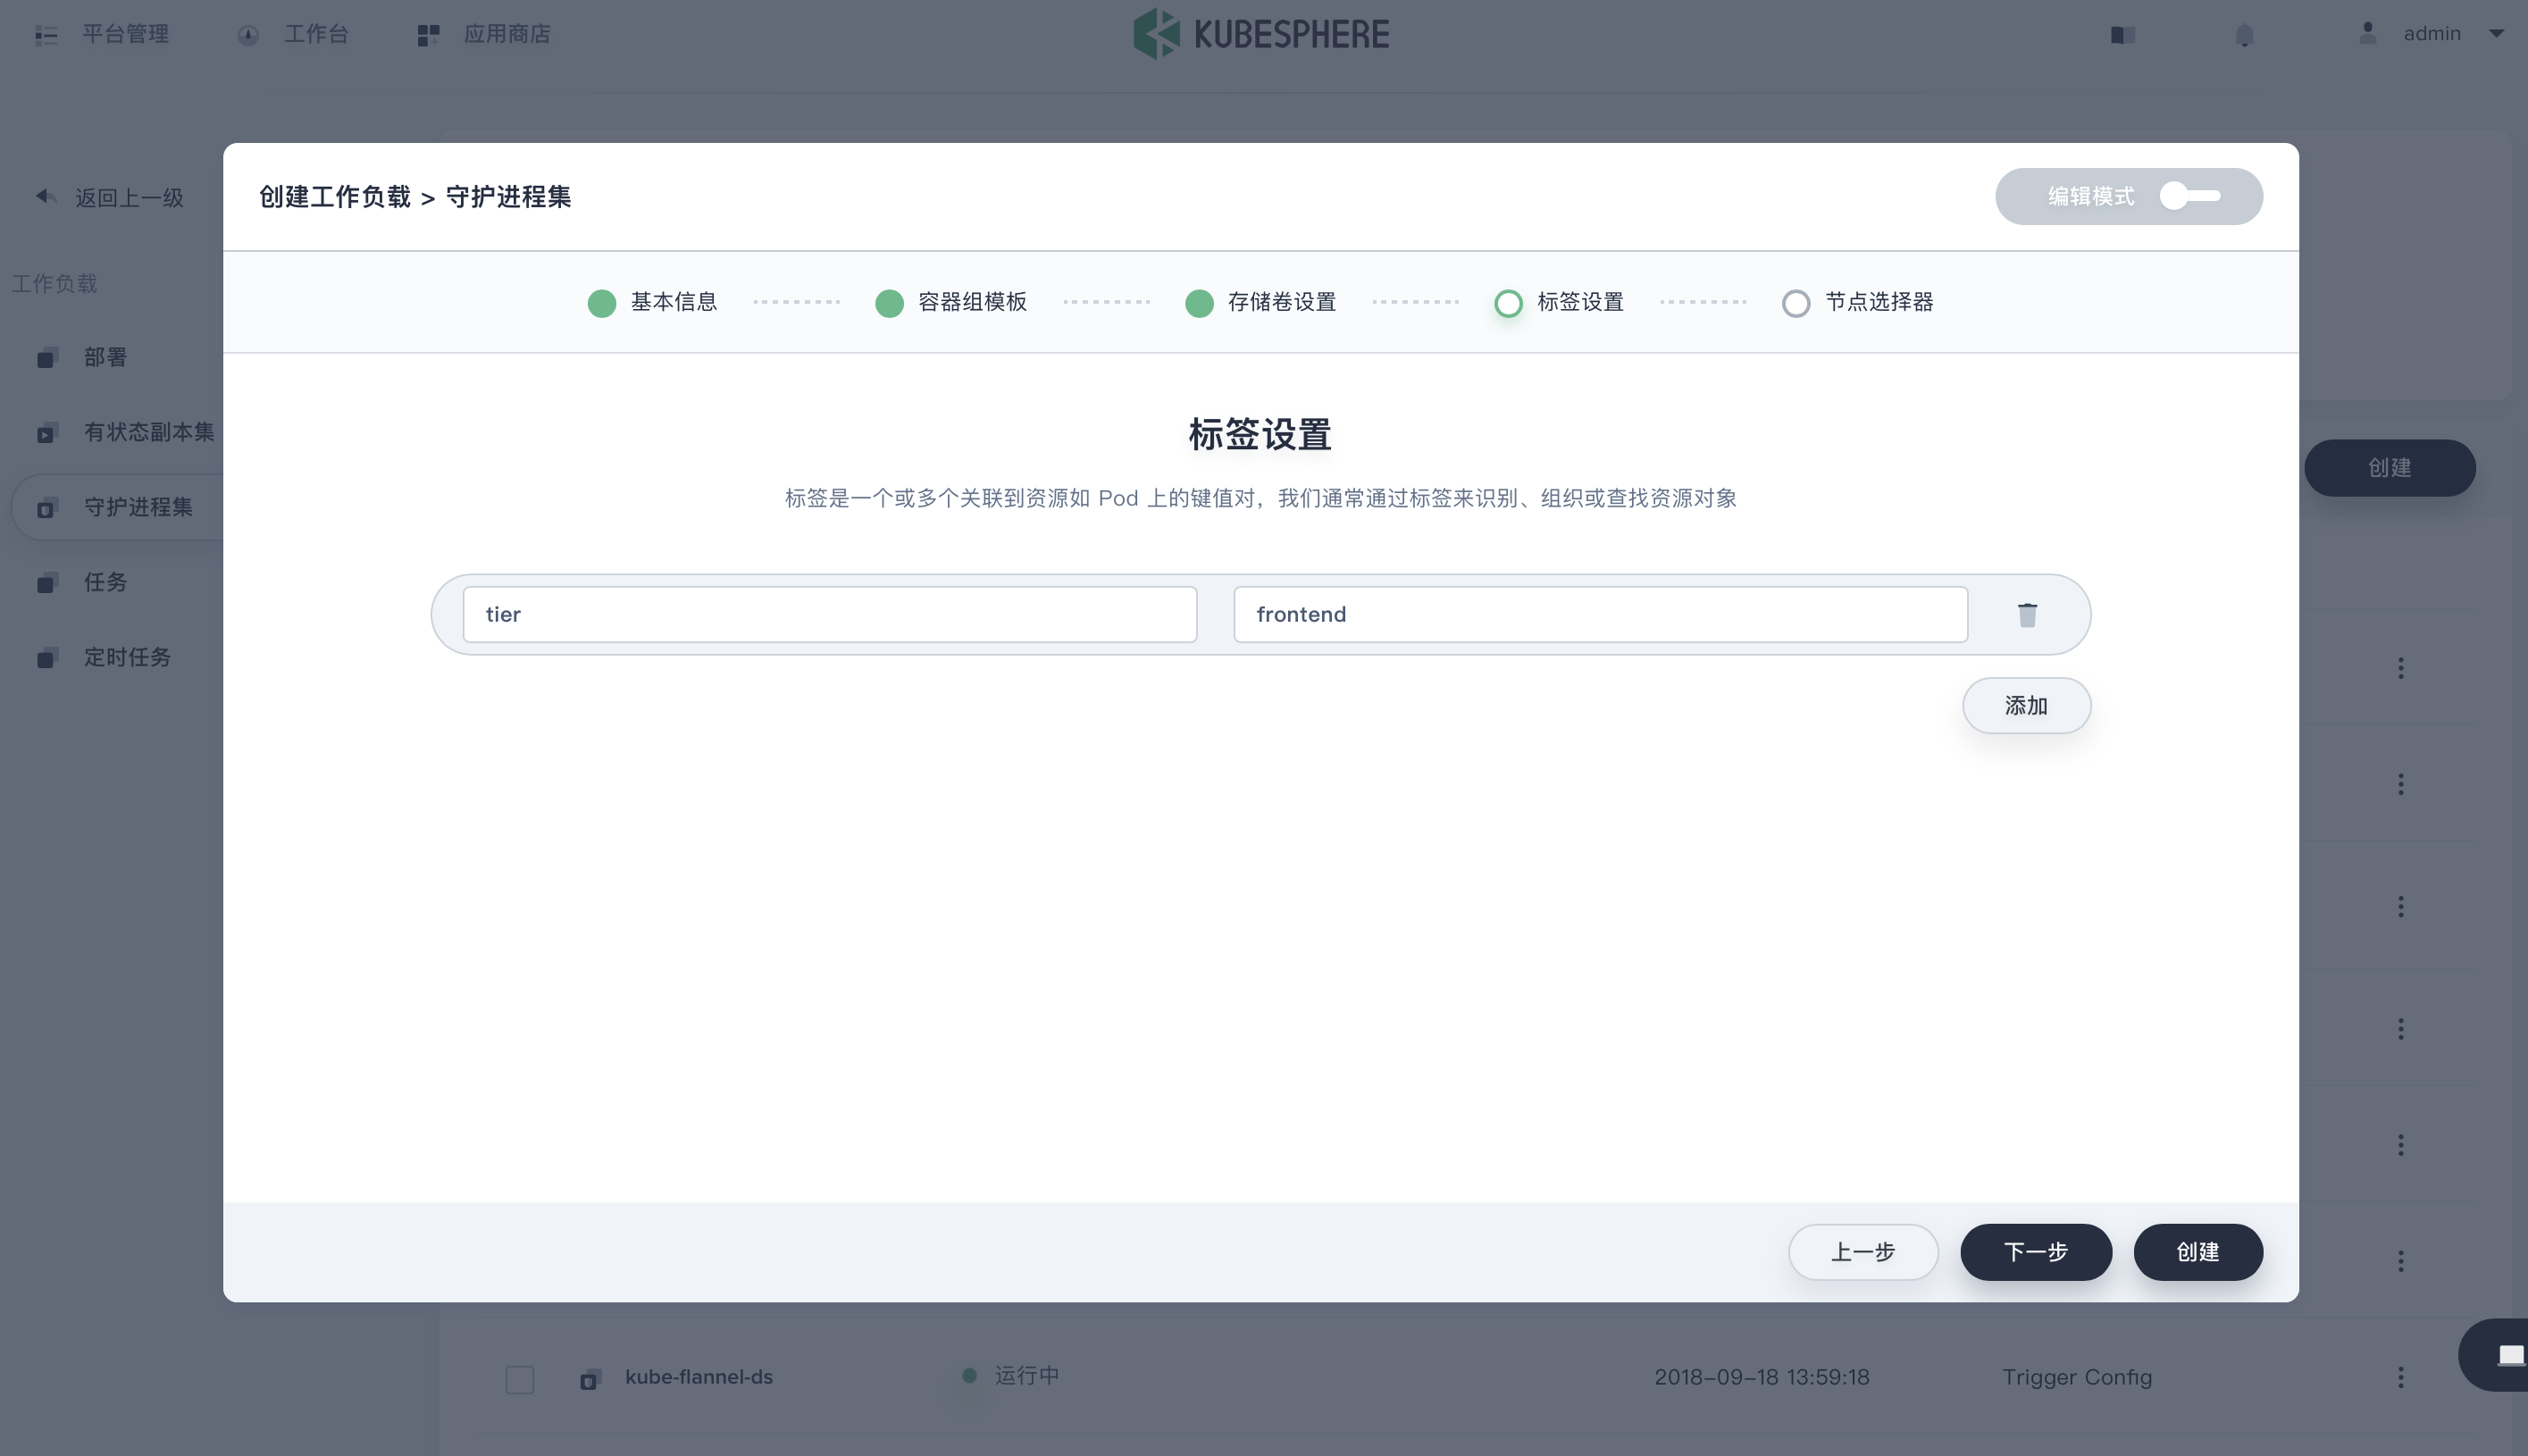 平台管理
工作台
应用商店
KUBESPHERE
admin
返回上一级
工作负载
部署
有状态副本集
守护进程集
任务
定时任务
创建工作负载 > 守护进程集
编辑模式
基本信息
容器组模板
存储卷设置
标签设置
节点选择器
标签设置
标签是一个或多个关联到资源如 Pod 上的键值对，我们通常通过标签来识别、组织或查找资源对象
tier
frontend
添加
创建
上一步
下一步
创建
kube-flannel-ds
运行中
2018-09-18 13:59:18
Trigger Config